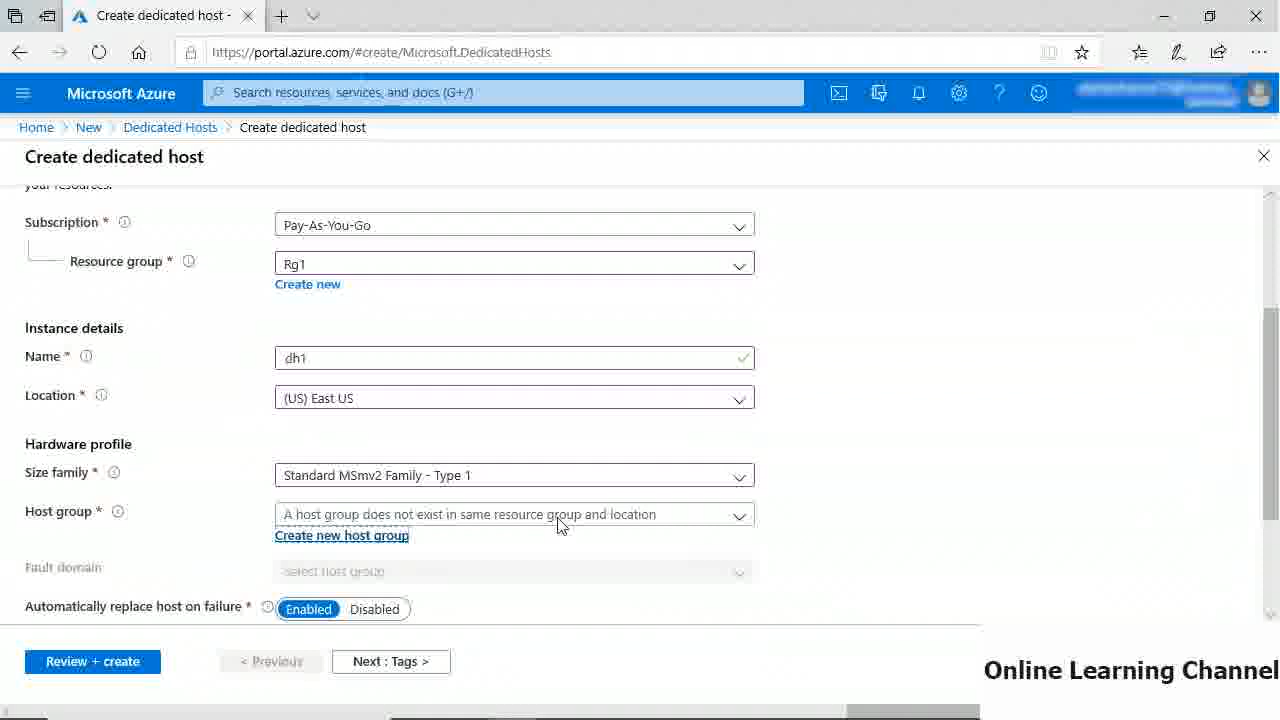 Create dedicated host -
https://portal.azure.com/#create/Microsoft.DedicatedHosts
Microsoft Azure
Search resources, services, and docs (G+/)
Home > New > Dedicated Hosts > Create dedicated host
Create dedicated host
your resources.
Subscription *
Pay-As-You-Go
Resource group *
Rg1
Create new
Instance details
Name *
dh1
Location *
(US) East US
Hardware profile
Size family *
Standard MSmv2 Family - Type 1
Host group *
A host group does not exist in same resource group and location
Create new host group
Fault domain
Select host group
Automatically replace host on failure *
Enabled
Disabled
Review + create
< Previous
Next : Tags >
Online Learning Channel